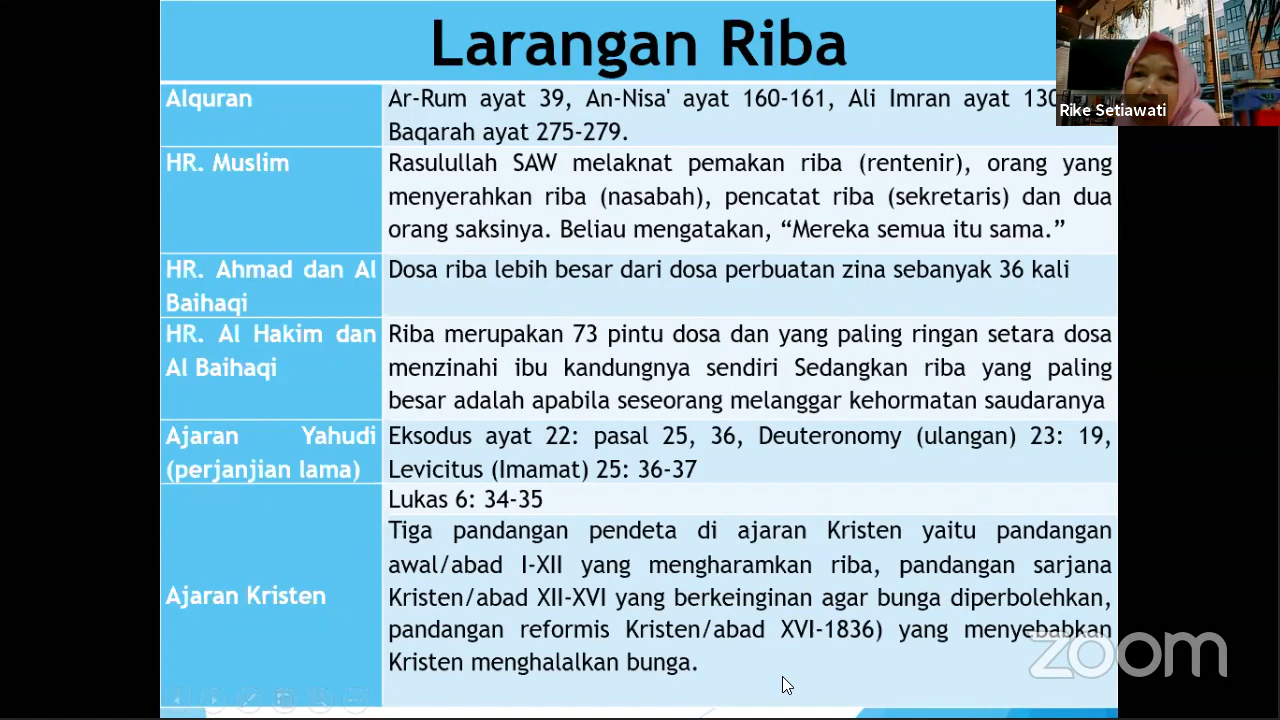 Larangan Riba
Rike Setiawati
Alquran
Ar-Rum ayat 39, An-Nisa' ayat 160-161, Ali Imran ayat
Baqarah ayat 275-279.
HR. Muslim
Rasulullah SAW melaknat pemakan riba (rentenir), orang yang
menyerahkan riba (nasabah), pencatat riba (sekretaris) dan dua
orang saksinya. Beliau mengatakan, “Mereka semua itu sama.”
HR. Ahmad dan Al
Baihaqi
Dosa riba lebih besar dari dosa perbuatan zina sebanyak 36 kali
HR. Al Hakim dan
Al Baihaqi
Riba merupakan 73 pintu dosa dan yang paling ringan setara dosa
menzinahi ibu kandungnya sendiri Sedangkan riba yang paling
besar adalah apabila seseorang melanggar kehormatan saudaranya
Ajaran Yahudi
(perjanjian lama)
Eksodus ayat 22: pasal 25, 36, Deuteronomy (ulangan) 23: 19,
Levicitus (Imamat) 25: 36-37
Ajaran Kristen
Lukas 6: 34-35
Tiga pandangan pendeta di ajaran Kristen yaitu pandangan
awal/abad I-XII yang mengharamkan riba, pandangan sarjana
Kristen/abad XII-XVI yang berkeinginan agar bunga diperbolehkan,
pandangan reformis Kristen/abad XVI-1836) yang menyebabkan
Kristen menghalalkan bunga.
zoom